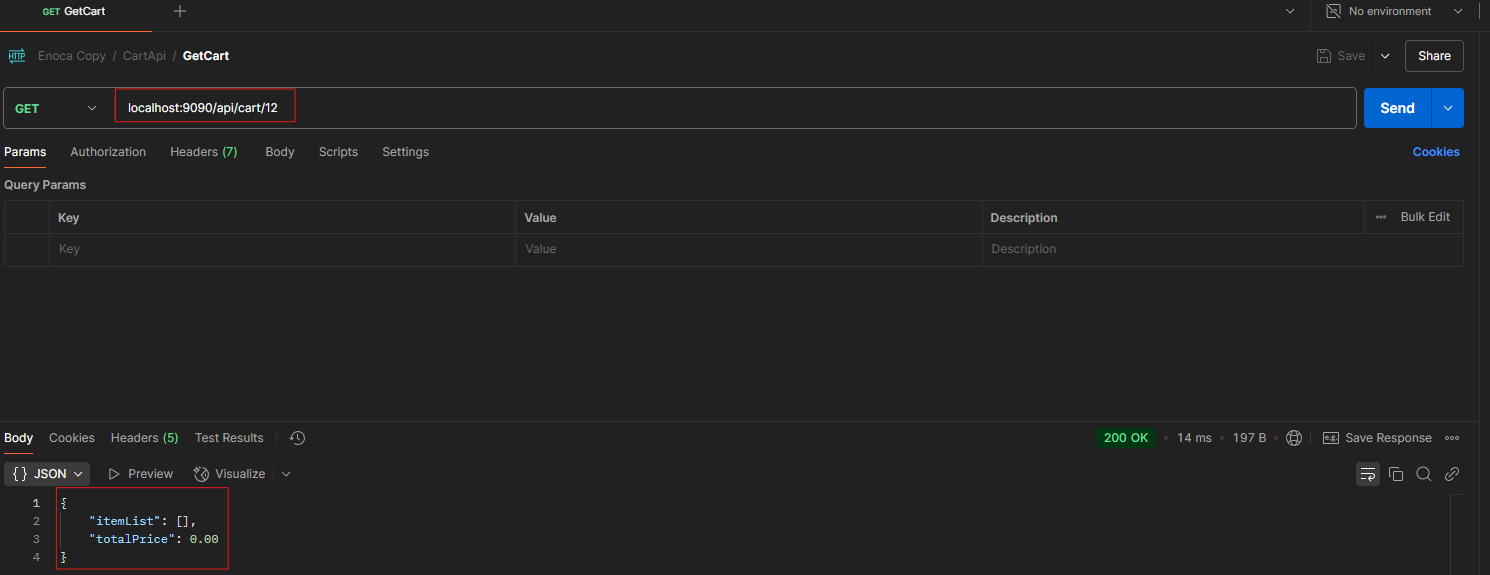 GET GetCart
No environment
HTTP Enoca Copy / CartApi / GetCart
Save
Share
GET
localhost:9090/api/cart/12
Send
Params Authorization Headers (7) Body Scripts Settings Cookies
Query Params
Key Value Description Bulk Edit
Key Value Description
Body Cookies Headers (5) Test Results
200 OK • 14 ms • 197 B • e.g. Save Response
{} JSON Preview Visualize
1 {
2 "itemList": [],
3 "totalPrice": 0.00
4 }